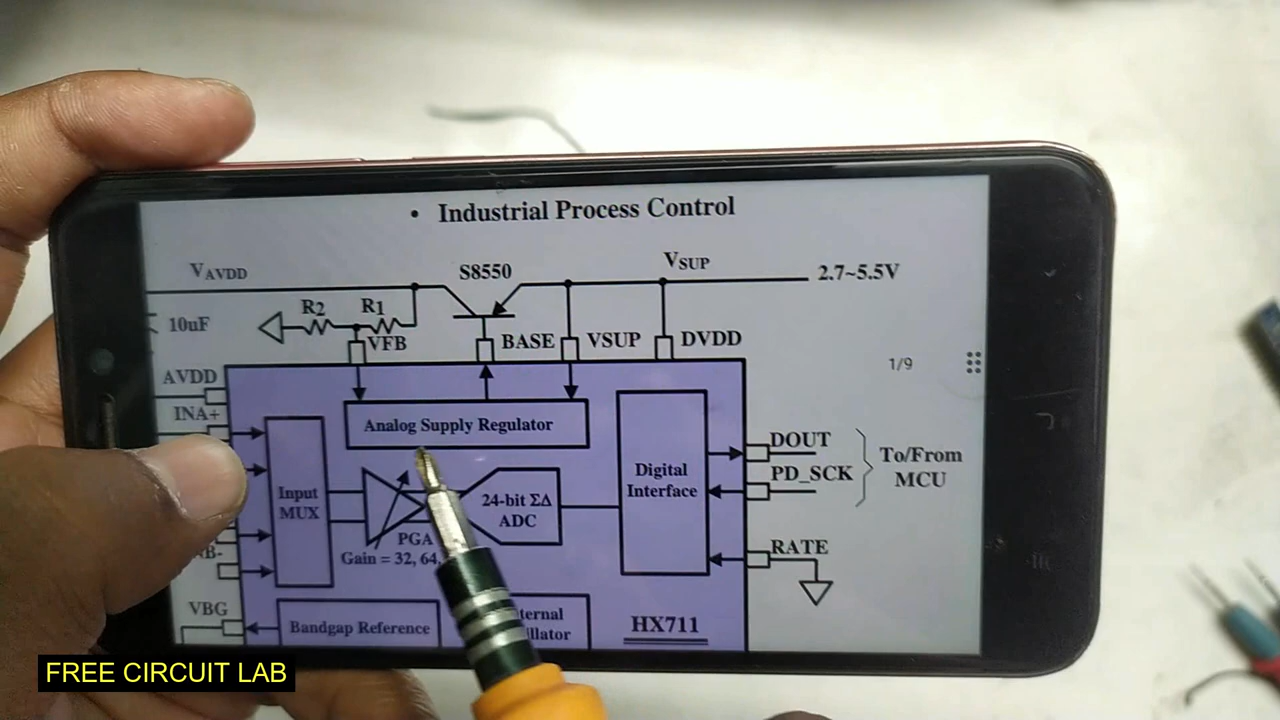 • Industrial Process Control
VAVDD
S8550
VSUP
2.7~5.5V
R2
R1
10uF
VFB
BASE
VSUP
DVDD
1/9
AVDD
INA+
Analog Supply Regulator
DOUT
PD_SCK
To/From
MCU
Input
MUX
24-bit ΣΔ
ADC
Digital
Interface
PGA
Gain = 32, 64,
RATE
VBG
Bandgap Reference
HX711
FREE CIRCUIT LAB